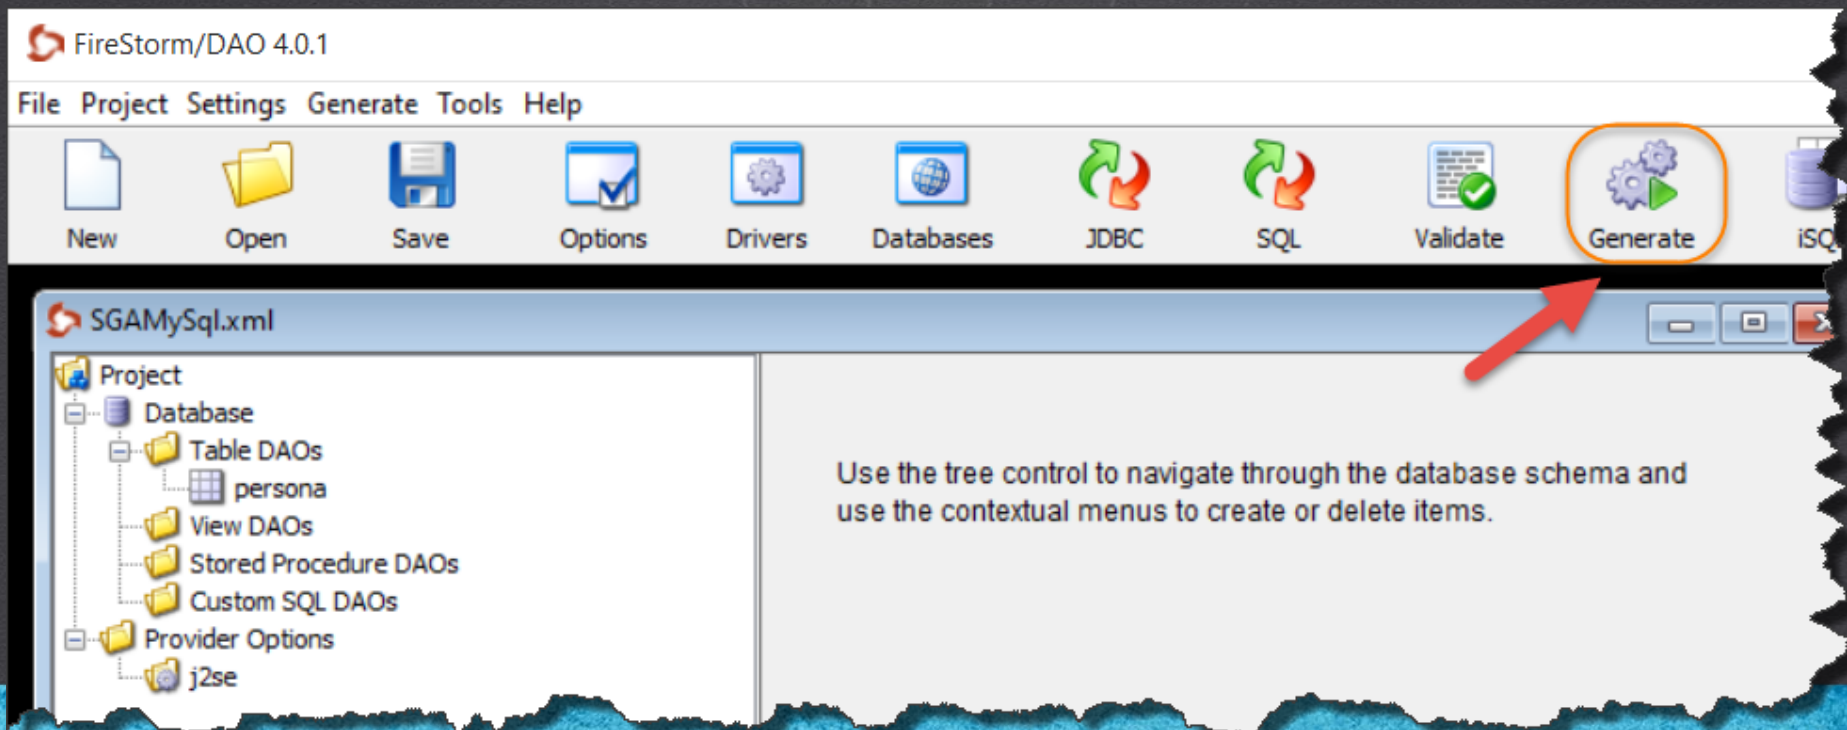 FireStorm/DAO 4.0.1
File Project Settings Generate Tools Help
New Open Save Options Drivers Databases JDBC SQL Validate Generate
SGAMySql.xml
Project
Database
Table DAOs
persona
View DAOs
Stored Procedure DAOs
Custom SQL DAOs
Provider Options
j2se
Use the tree control to navigate through the database schema and
use the contextual menus to create or delete items.